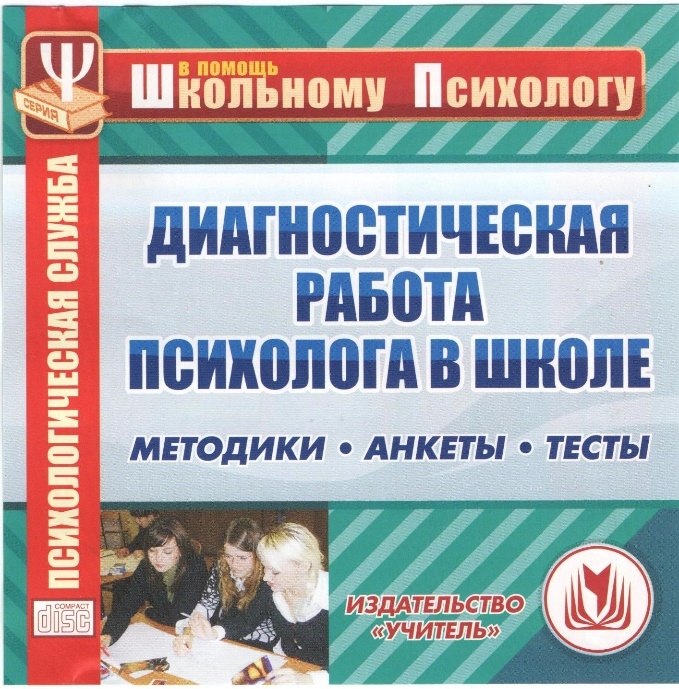 В ПОМОЩЬ
ШКОЛЬНОМУ ПСИХОЛОГУ
СЕРИЯ
ПСИХОЛОГИЧЕСКАЯ СЛУЖБА
ДИАГНОСТИЧЕСКАЯ
РАБОТА
ПСИХОЛОГА В ШКОЛЕ
МЕТОДИКИ • АНКЕТЫ • ТЕСТЫ
ИЗДАТЕЛЬСТВО
«УЧИТЕЛЬ»
COMPACT
disc